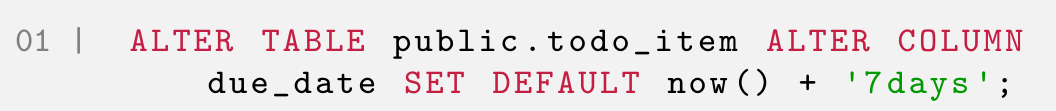 01 | ALTER TABLE public.todo_item ALTER COLUMN
due_date SET DEFAULT now() + '7days';